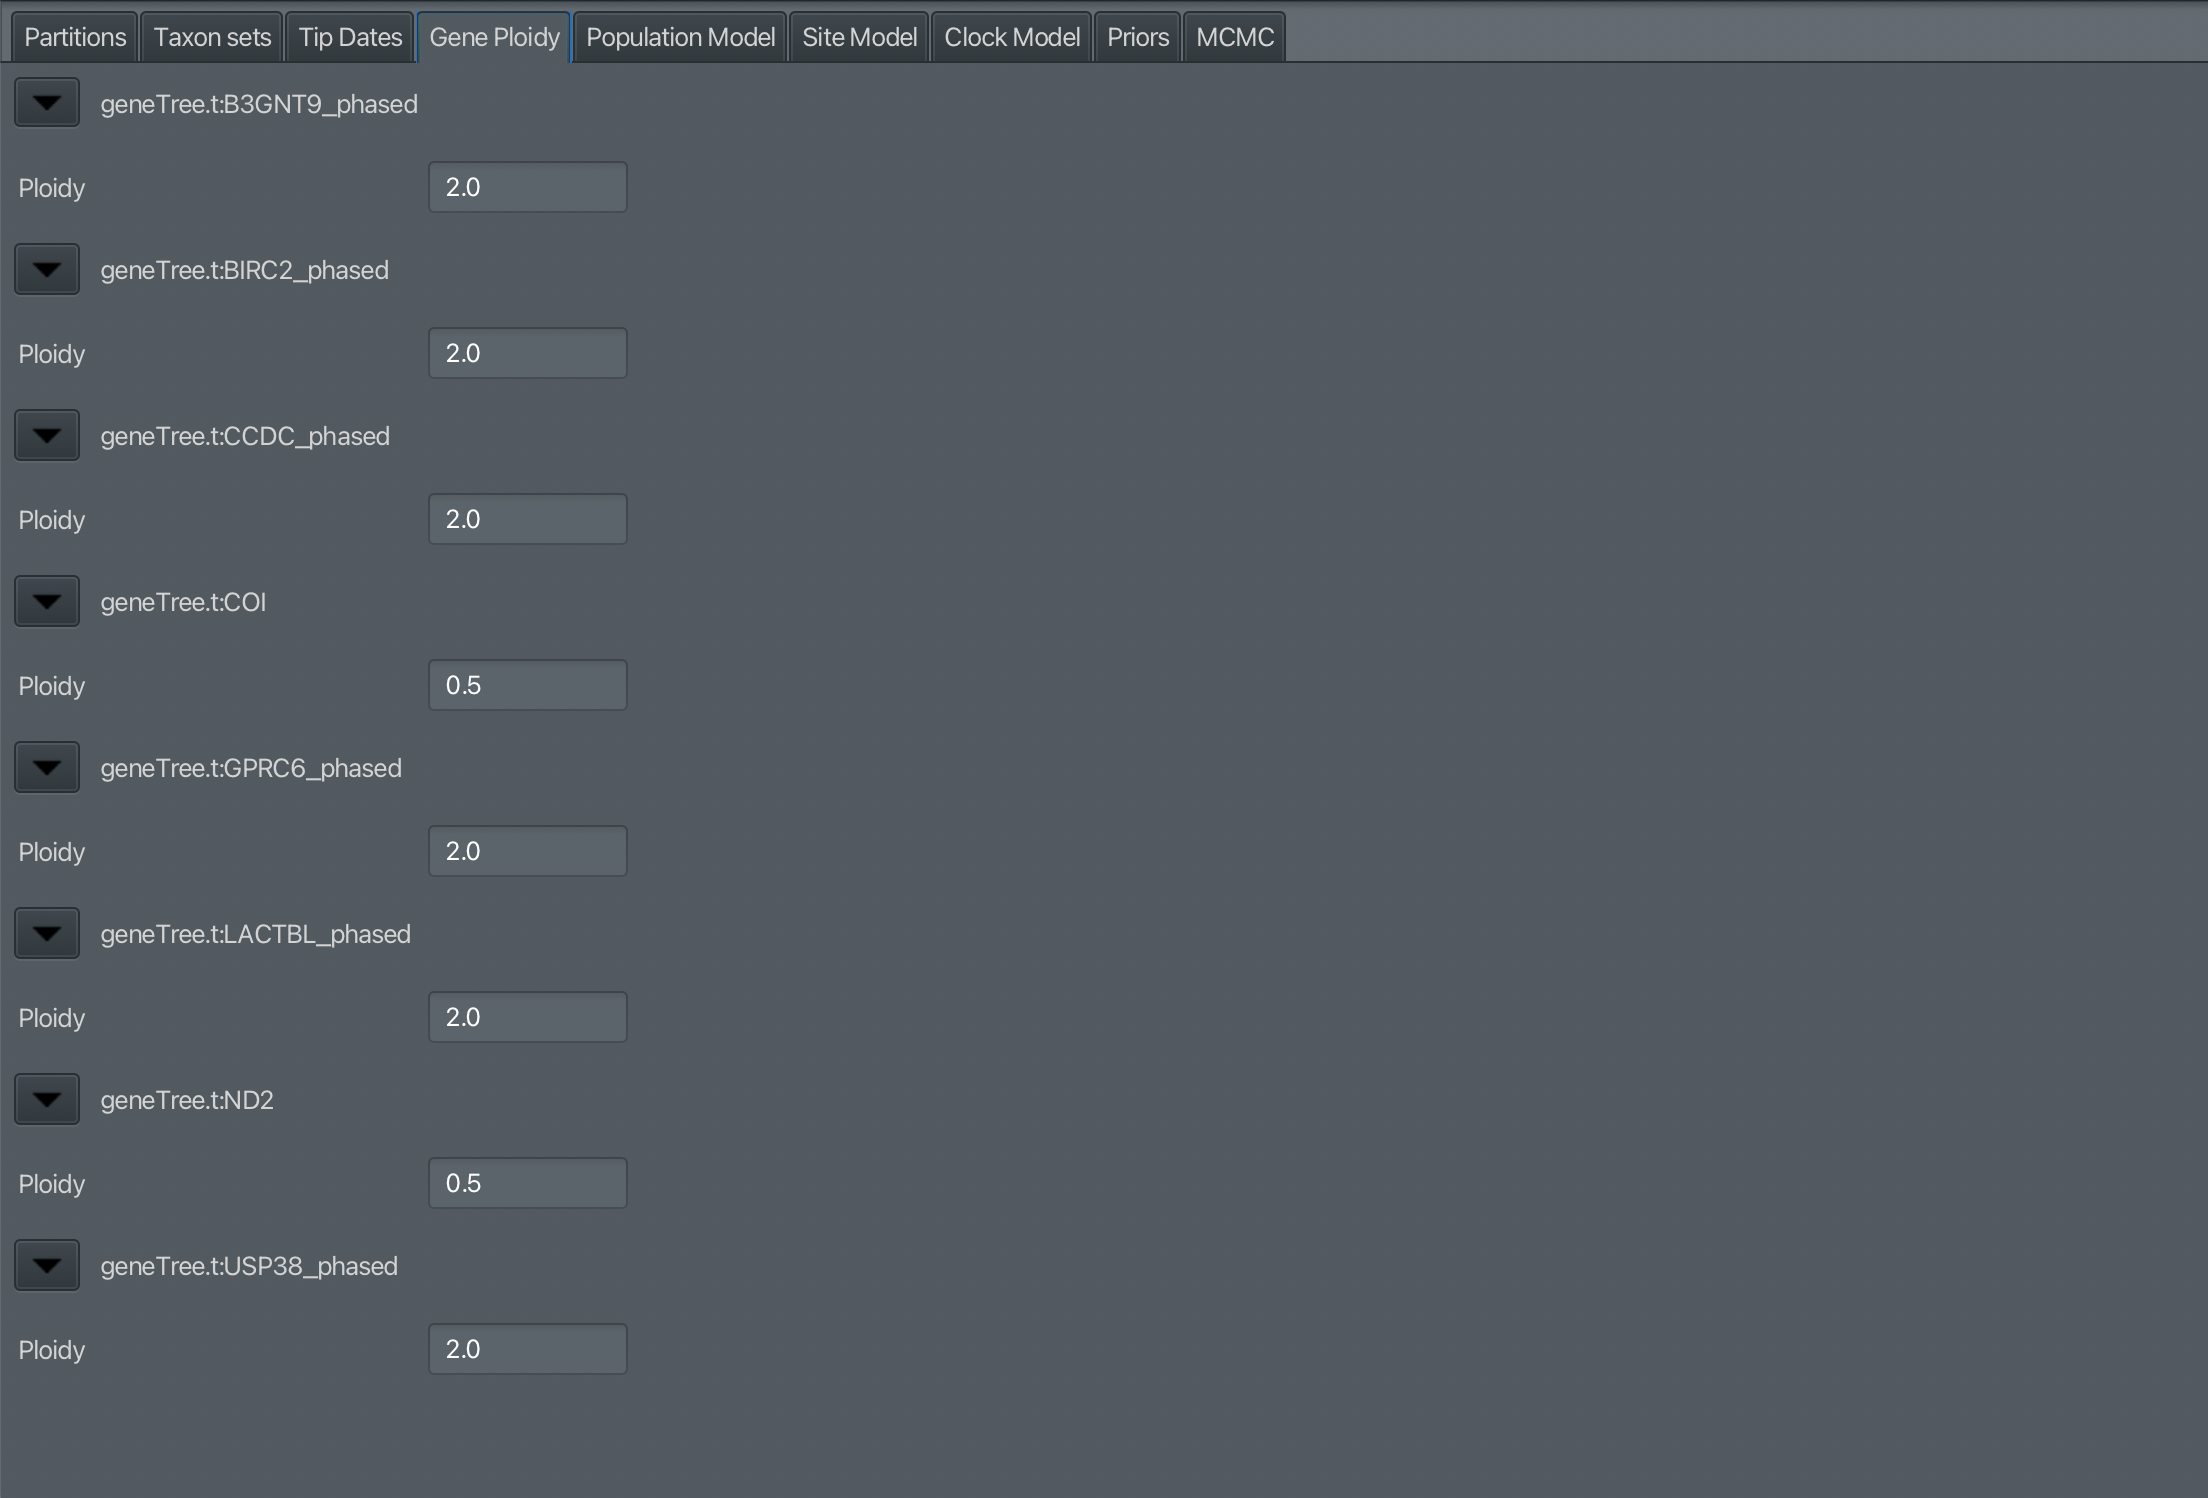 Partitions Taxon sets Tip Dates Gene Ploidy Population Model Site Model Clock Model Priors MCMC
geneTree.t:B3GNT9_phased
Ploidy 2.0
geneTree.t:BIRC2_phased
Ploidy 2.0
geneTree.t:CCDC_phased
Ploidy 2.0
geneTree.t:COI
Ploidy 0.5
geneTree.t:GPRC6_phased
Ploidy 2.0
geneTree.t:LACTBL_phased
Ploidy 2.0
geneTree.t:ND2
Ploidy 0.5
geneTree.t:USP38_phased
Ploidy 2.0